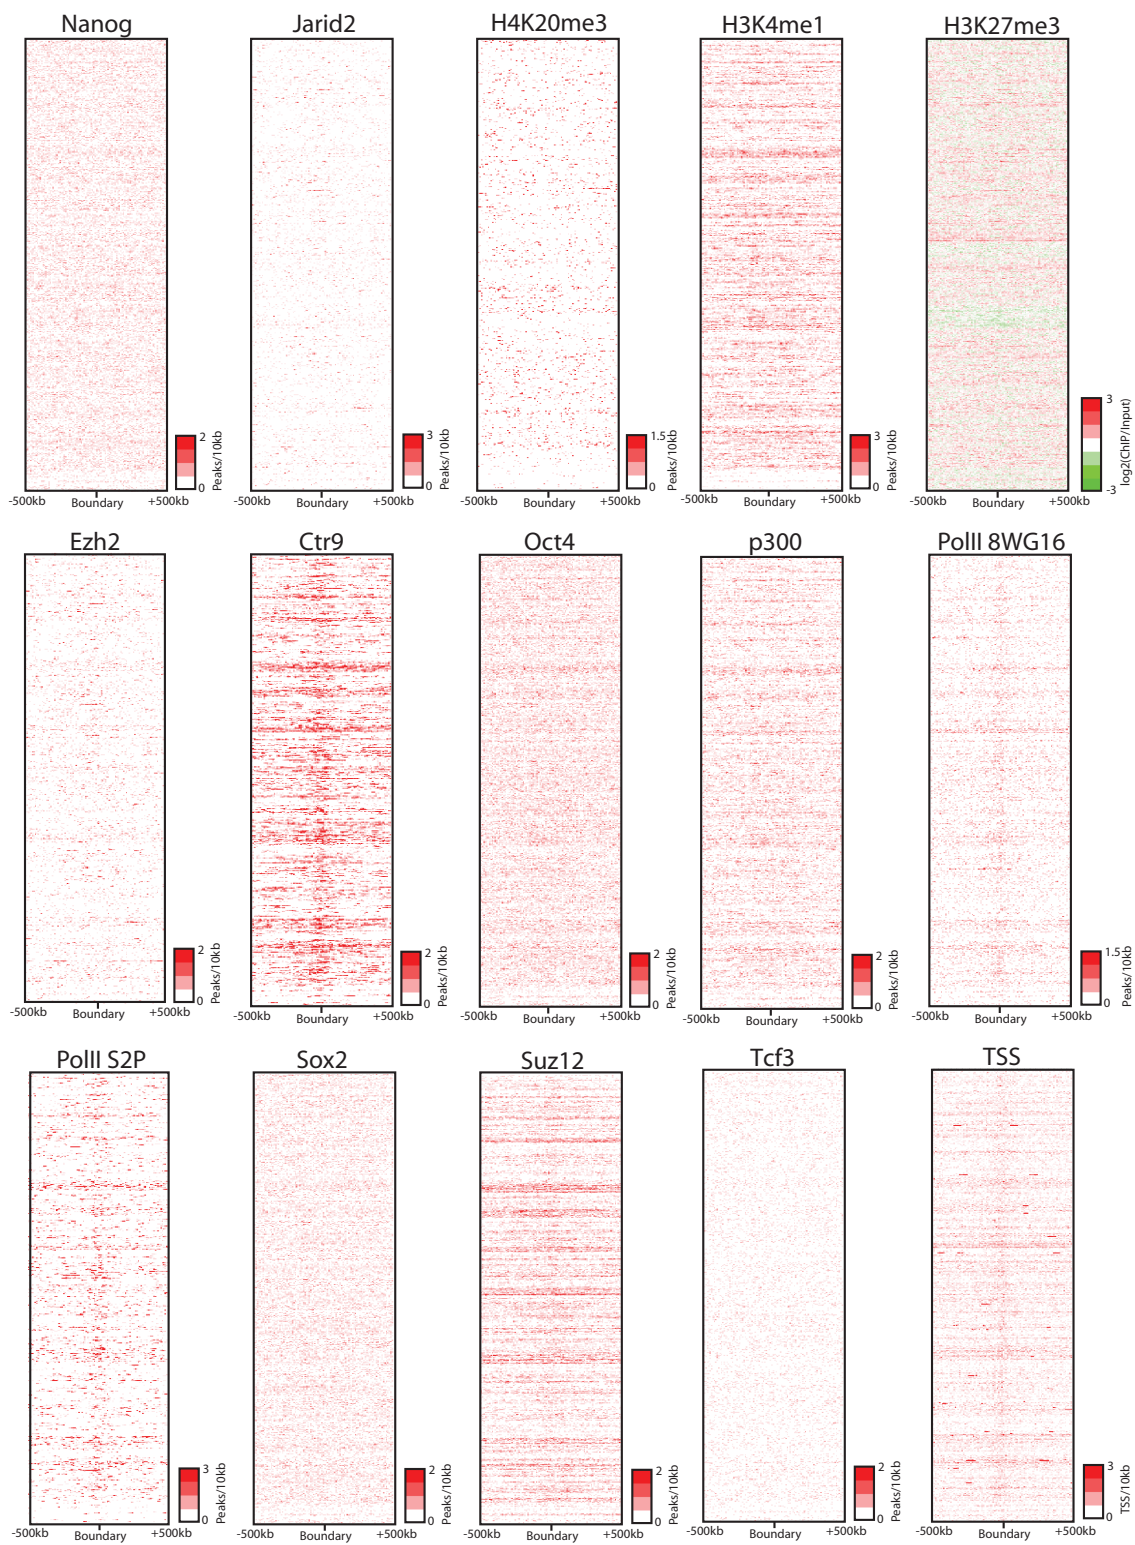 Nanog Jarid2 H4K20me3 H3K4me1 H3K27me3
2 Peaks/10kb 0
3 Peaks/10kb 0
1.5 Peaks/10kb 0
3 Peaks/10kb 0
3 log2(ChIP/Input) -3
-500kb Boundary +500kb -500kb Boundary +500kb -500kb Boundary +500kb -500kb Boundary +500kb -500kb Boundary +500kb
Ezh2 Ctr9 Oct4 p300 PolII 8WG16
2 Peaks/10kb 0
2 Peaks/10kb 0
2 Peaks/10kb 0
2 Peaks/10kb 0
1.5 Peaks/10kb 0
-500kb Boundary +500kb -500kb Boundary +500kb -500kb Boundary +500kb -500kb Boundary +500kb -500kb Boundary +500kb
PolII S2P Sox2 Suz12 Tcf3 TSS
3 Peaks/10kb 0
2 Peaks/10kb 0
2 Peaks/10kb 0
2 Peaks/10kb 0
3 TSS/10kb 0
-500kb Boundary +500kb -500kb Boundary +500kb -500kb Boundary +500kb -500kb Boundary +500kb -500kb Boundary +500kb